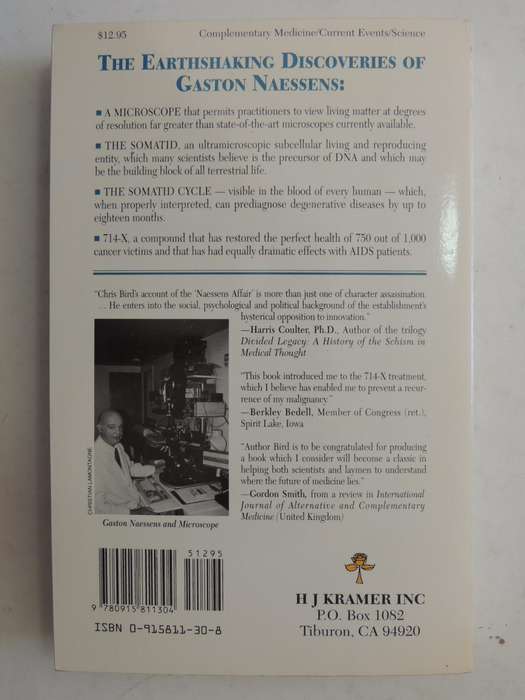 $12.95
Complementary Medicine/Current Events/Science
THE EARTHSHAKING DISCOVERIES OF
GASTON NAESSENS:
■ A MICROSCOPE that permits practitioners to view living matter at degrees
of resolution far greater than state-of-the-art microscopes currently available.
■ THE SOMATID, an ultramicroscopic subcellular living and reproducing
entity, which many scientists believe is the precursor of DNA and which may
be the building block of all terrestrial life.
■ THE SOMATID CYCLE — visible in the blood of every human — which,
when properly interpreted, can prediagnose degenerative diseases by up to
eighteen months.
■ 714-X, a compound that has restored the perfect health of 750 out of 1,000
cancer victims and that has had equally dramatic effects with AIDS patients.
"Chris Bird's account of the 'Naessens Affair' is more than just one of character assassination.
... He enters into the social, psychological and political background of the establishment's
hysterical opposition to innovation."
—Harris Coulter, Ph.D., Author of the trilogy
Divided Legacy: A History of the Schism in
Medical Thought
"This book introduced me to the 714-X treatment,
which I believe has enabled me to prevent a recur-
rence of my malignancy."
—Berkley Bedell, Member of Congress (ret.),
Spirit Lake, Iowa
"Author Bird is to be congratulated for producing
a book which I consider will become a classic in
helping both scientists and laymen to understand
where the future of medicine lies."
—Gordon Smith, from a review in International
Journal of Alternative and Complementary
Medicine (United Kingdom)
CHRISTIAN LAMONTAGNE
Gaston Naessens and Microscope
51295
9 780915 811304
ISBN 0-915811-30-8
H J KRAMER INC
P.O. Box 1082
Tiburon, CA 94920